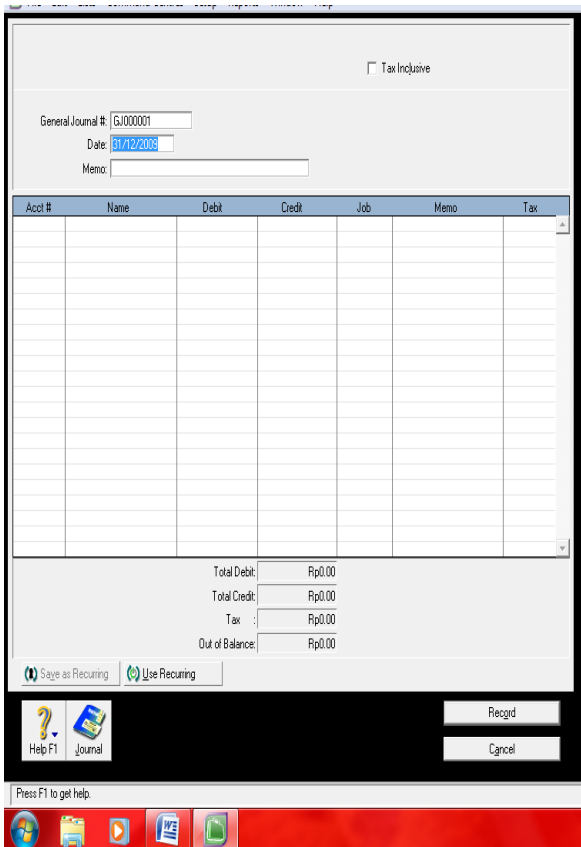 Tax Inclusive
General Journal #: GJ000001
Date: 31/12/2009
Memo:
Acct # Name Debit Credit Job Memo Tax
Total Debit: Rp0.00
Total Credit: Rp0.00
Tax : Rp0.00
Out of Balance: Rp0.00
Save as Recurring Use Recurring
Record
Help F1 Journal
Cancel
Press F1 to get help.